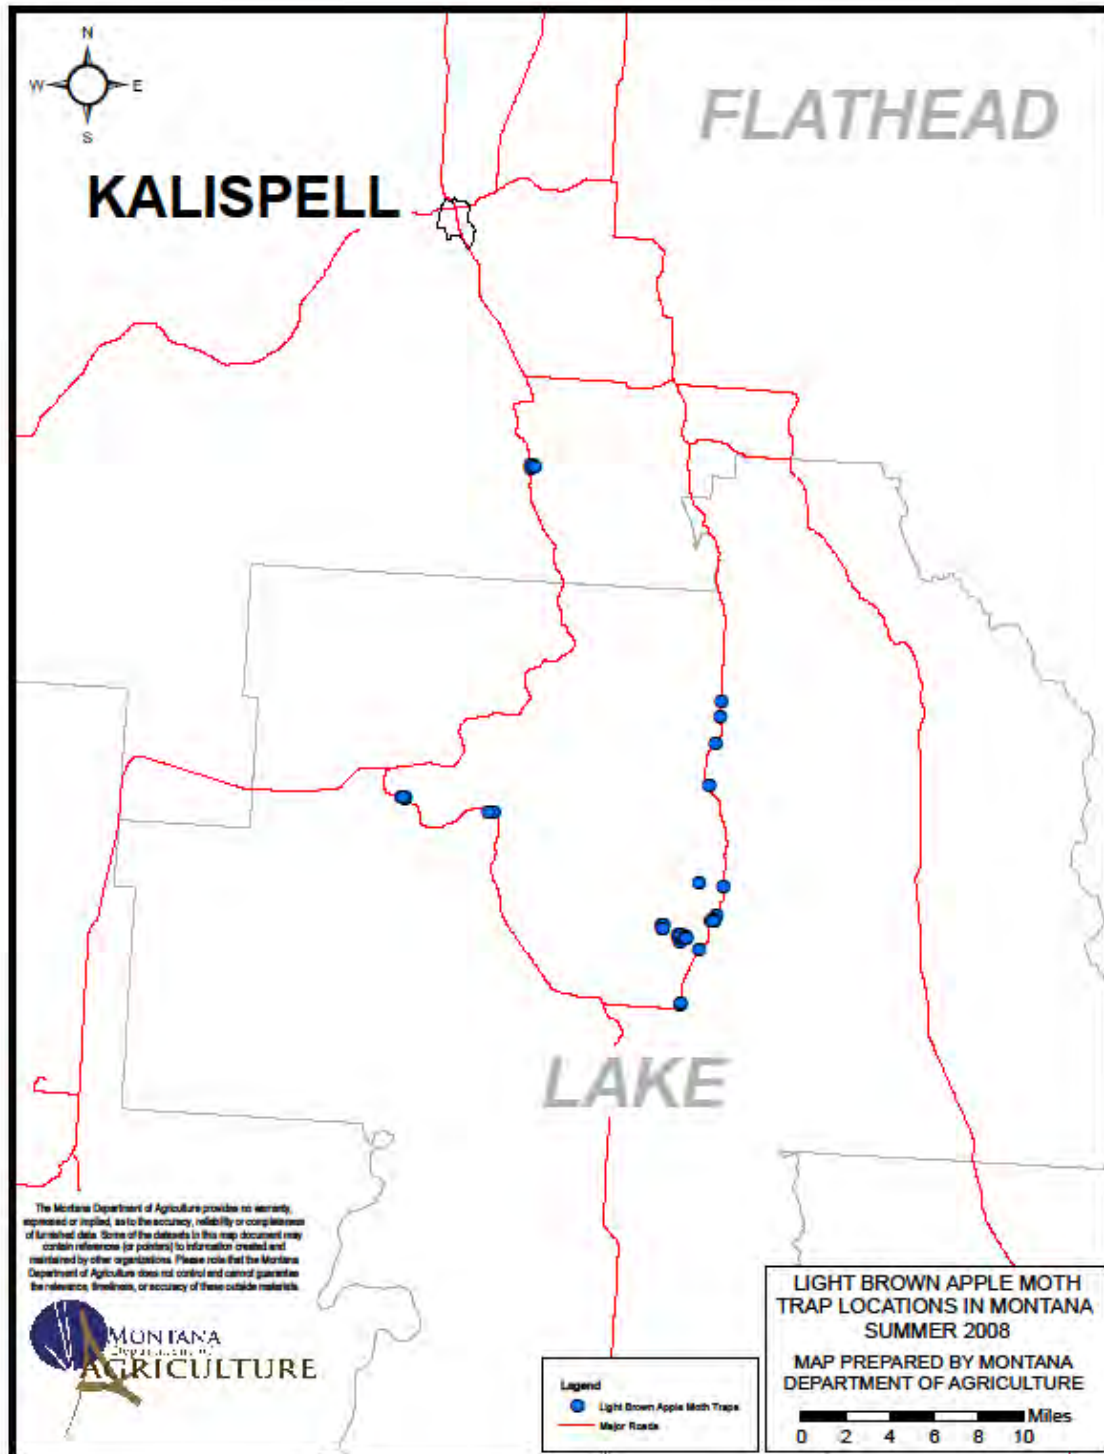 N
W E
S
FLATHEAD
KALISPELL
LAKE
The Montana Department of Agriculture provides no warranty,
expressed or implied, as to the accuracy, reliability or completeness
of furnished data. Some of the datasets in this map document may
contain references (or pointers) to information created and
maintained by other organizations. Please note that the Montana
Department of Agriculture does not control and cannot guarantee
the relevance, timeliness, or accuracy of these outside materials.
MONTANA
Department of
AGRICULTURE
Legend
Light Brown Apple Moth Traps
Major Roads
LIGHT BROWN APPLE MOTH
TRAP LOCATIONS IN MONTANA
SUMMER 2008
MAP PREPARED BY MONTANA
DEPARTMENT OF AGRICULTURE
Miles
0 2 4 6 8 10